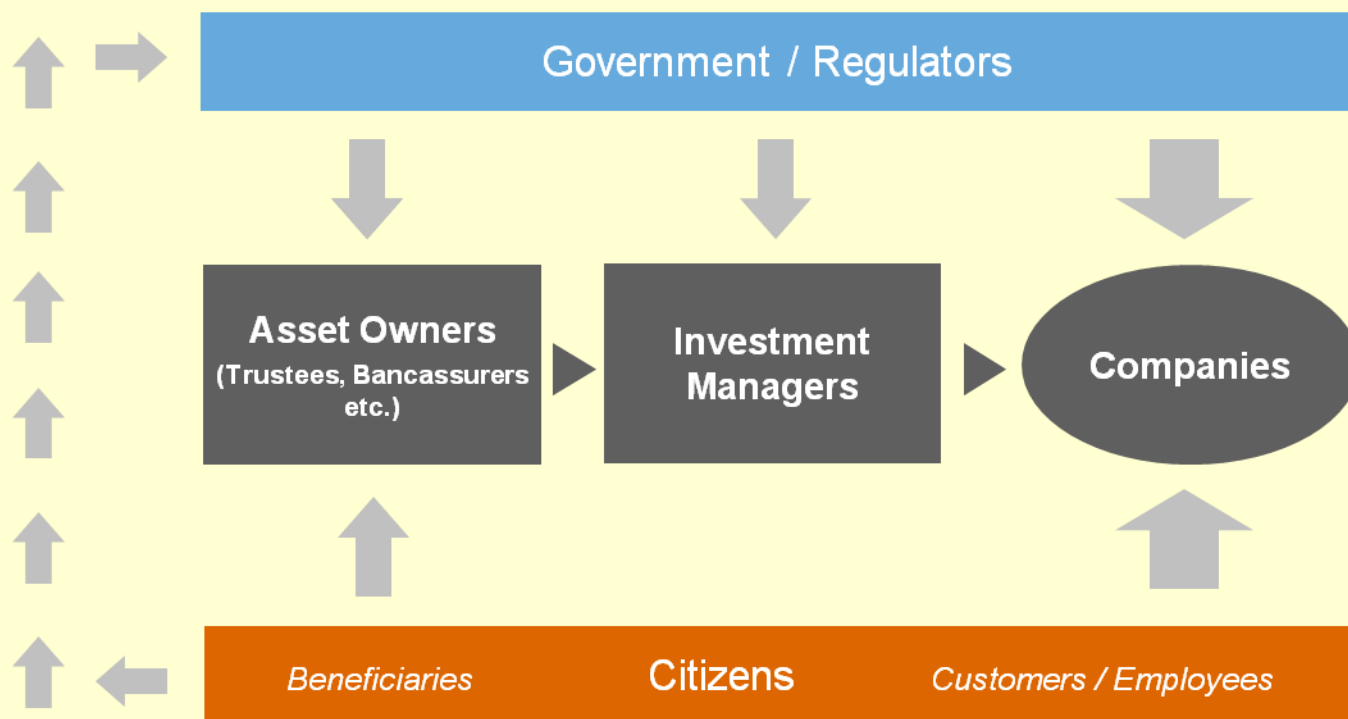 Government / Regulators
Asset Owners
(Trustees, Bancassurers
etc.)
Investment
Managers
Companies
Beneficiaries
Citizens
Customers / Employees